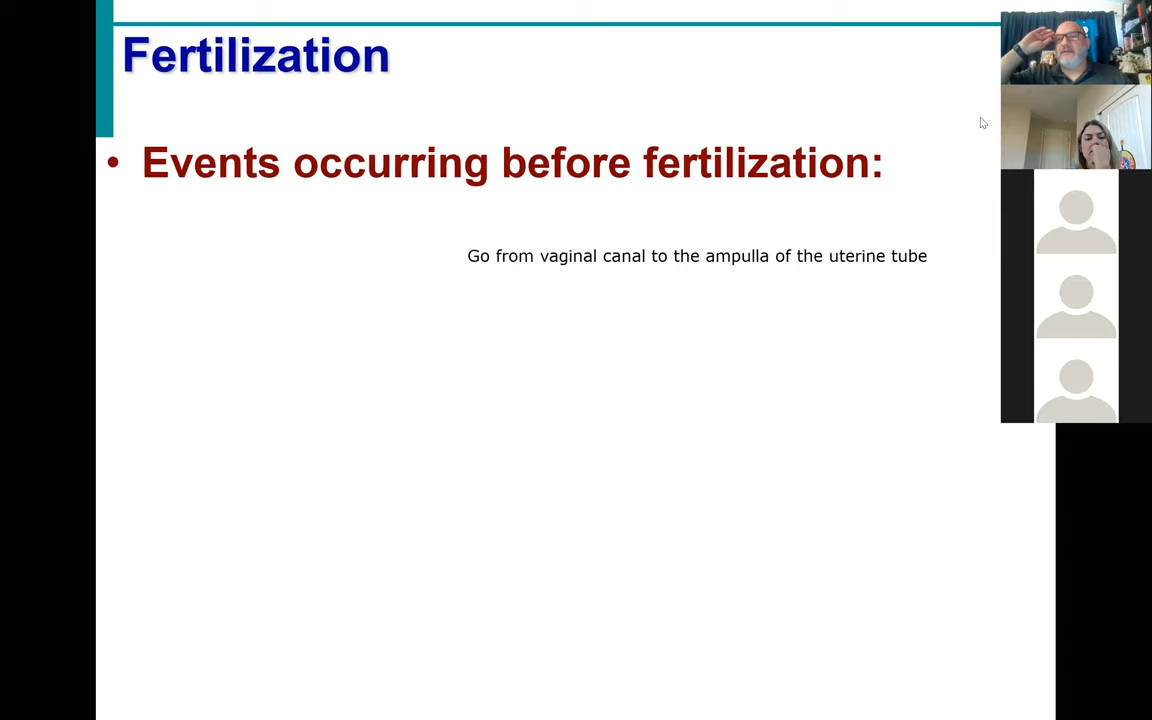 Fertilization
• Events occurring before fertilization:
Go from vaginal canal to the ampulla of the uterine tube